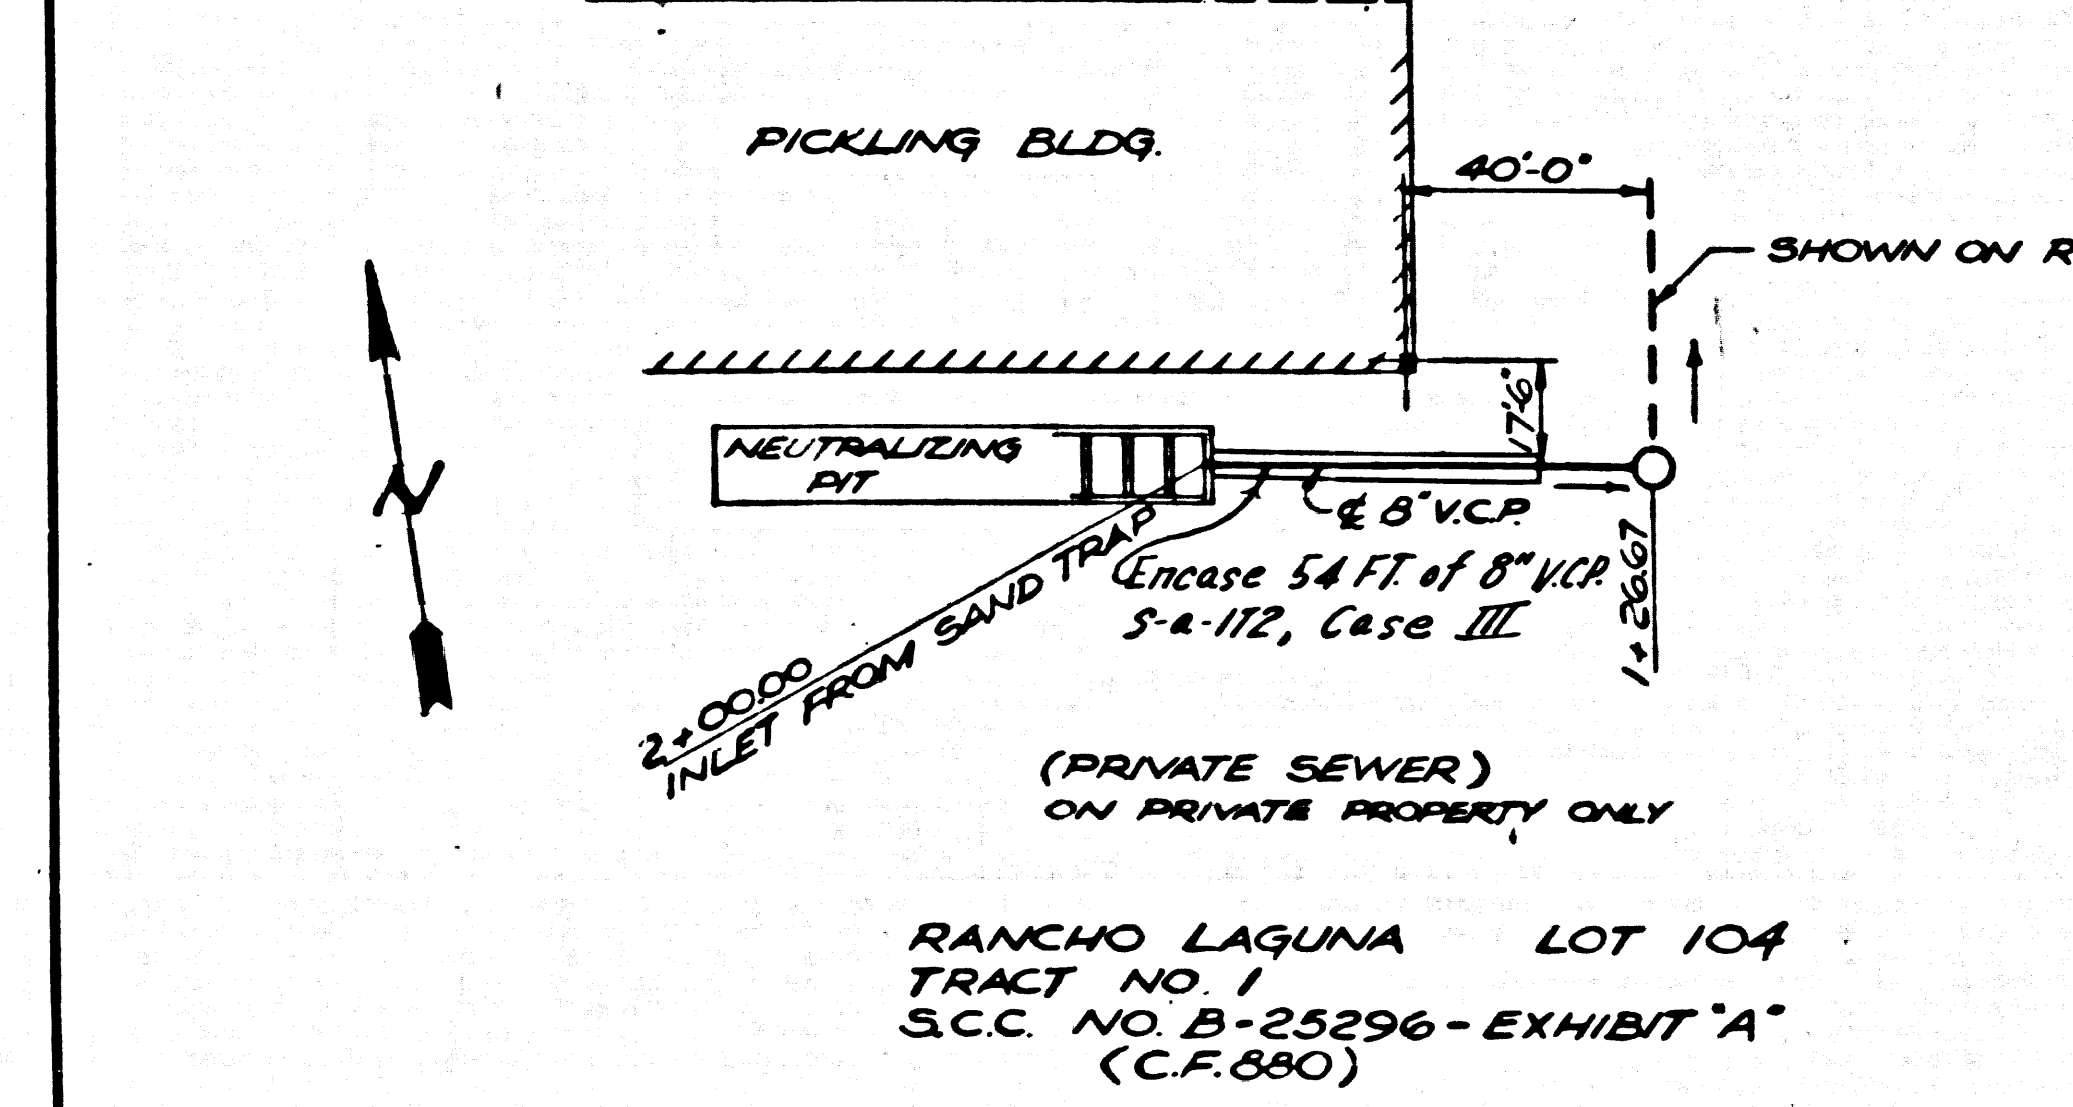 PICKLING BLDG.
40'-0"
SHOWN ON R
17'-6"
N
NEUTRALIZING
PIT
℄ 8" V.C.P.
Encase 54 FT. of 8" V.C.P.
S-a-172, Case III
1+26.67
2+00.00
INLET FROM SAND TRAP
(PRIVATE SEWER)
ON PRIVATE PROPERTY ONLY
RANCHO LAGUNA LOT 104
TRACT NO. 1
S.C.C. NO. B-25296-EXHIBIT "A"
(C.F. 880)